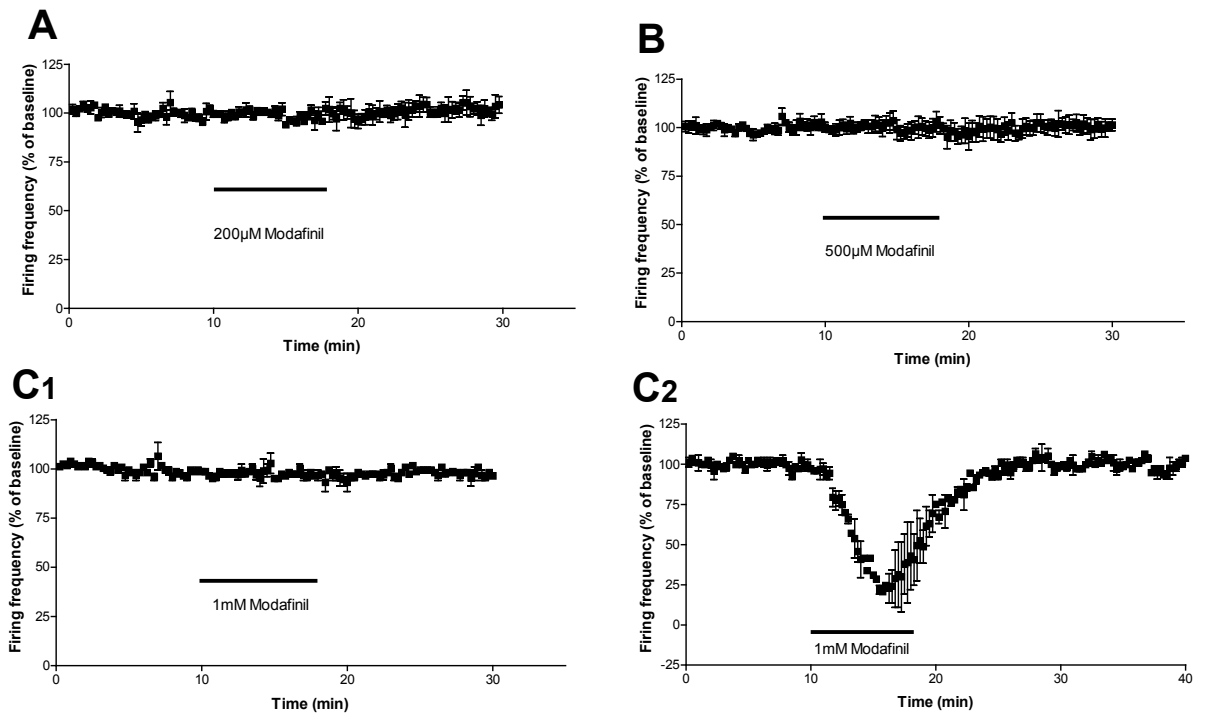 A
Firing frequency (% of baseline)
125
100
75
50
25
0
200µM Modafinil
0 10 20 30
Time (min)
B
Firing frequency (% of baseline)
125
100
75
50
25
0
500µM Modafinil
0 10 20 30
Time (min)
C1
Firing frequency (% of baseline)
125
100
75
50
25
0
1mM Modafinil
0 10 20 30
Time (min)
C2
Firing frequency (% of baseline)
125
100
75
50
25
0
-25
1mM Modafinil
0 10 20 30 40
Time (min)